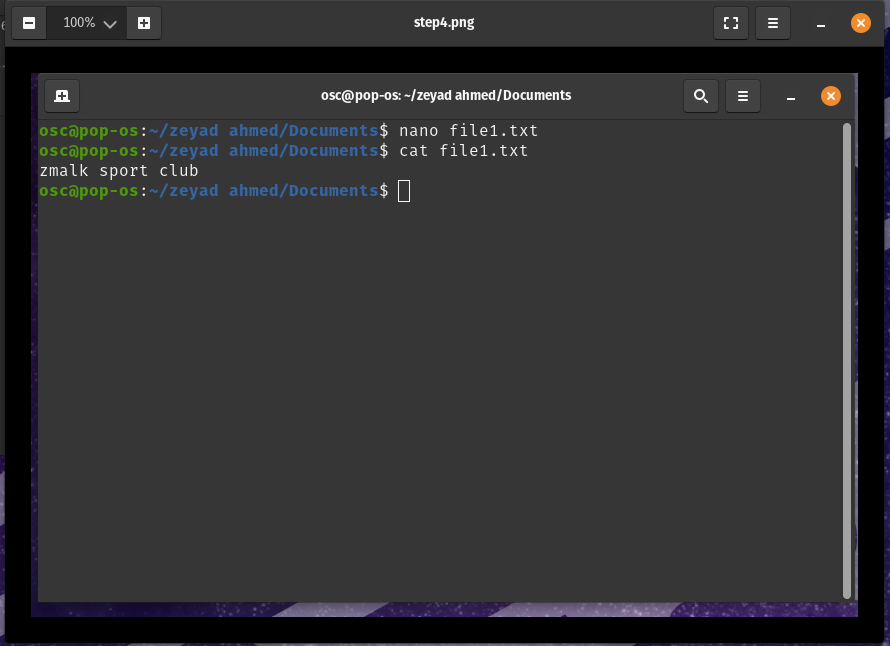 100%
step4.png
osc@pop-os: ~/zeyad ahmed/Documents
osc@pop-os:~/zeyad ahmed/Documents$ nano file1.txt
osc@pop-os:~/zeyad ahmed/Documents$ cat file1.txt
zmalk sport club
osc@pop-os:~/zeyad ahmed/Documents$